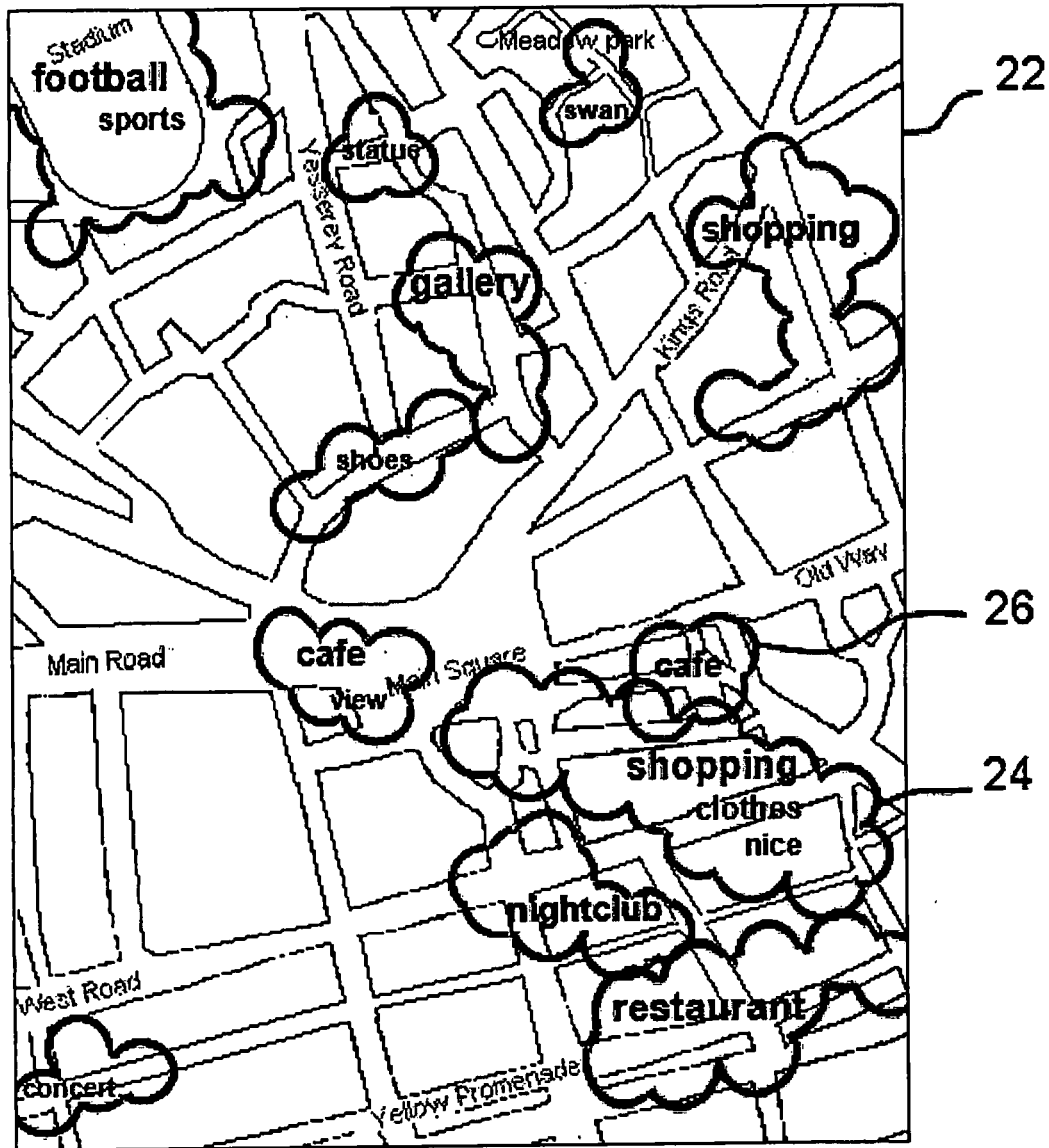 Stadium
football
sports
Meadow park
swan
22
statue
Yesserey Road
shopping
gallery
Kings Road
shoes
Old Way
26
cafe
Main Road
view
Main Square
cafe
shopping
24
clothes
nice
nightclub
West Road
restaurant
concert
Yellow Promenade